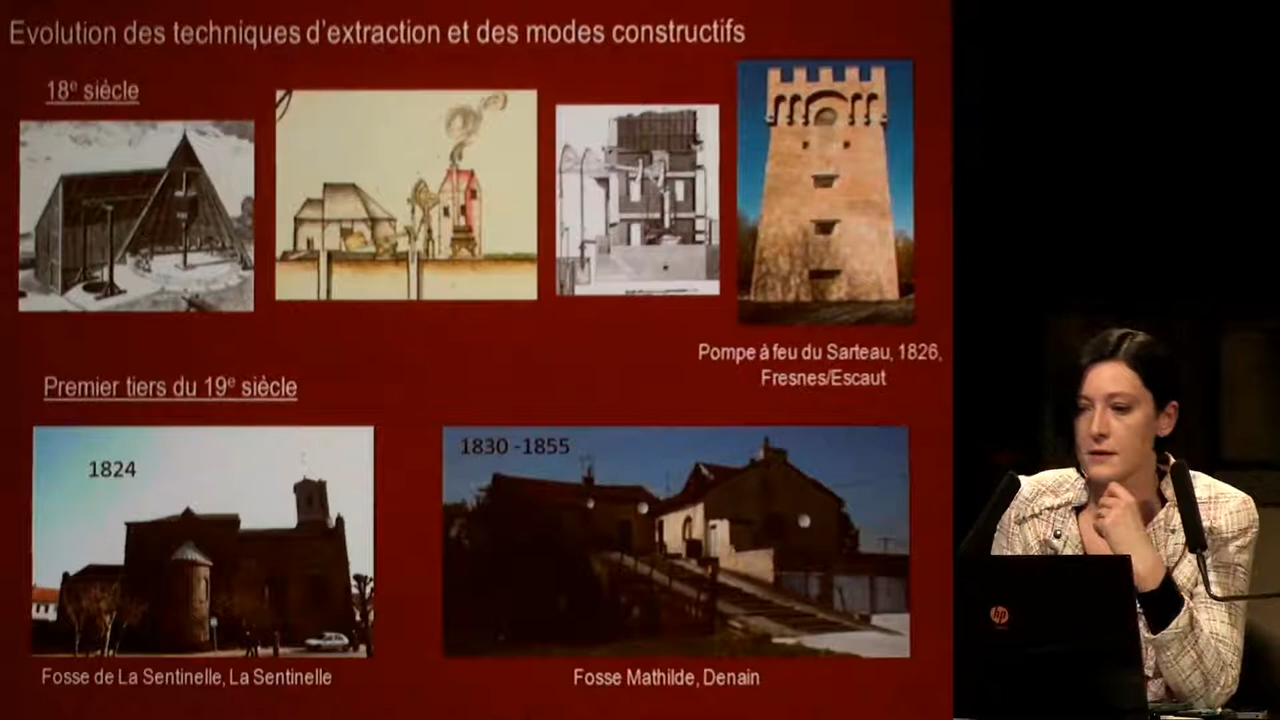 Evolution des techniques d'extraction et des modes constructifs
18e siècle
Pompe à feu du Sarteau, 1826,
Fresnes/Escaut
Premier tiers du 19e siècle
1824
1830 -1855
Fosse de La Sentinelle, La Sentinelle
Fosse Mathilde, Denain
hp